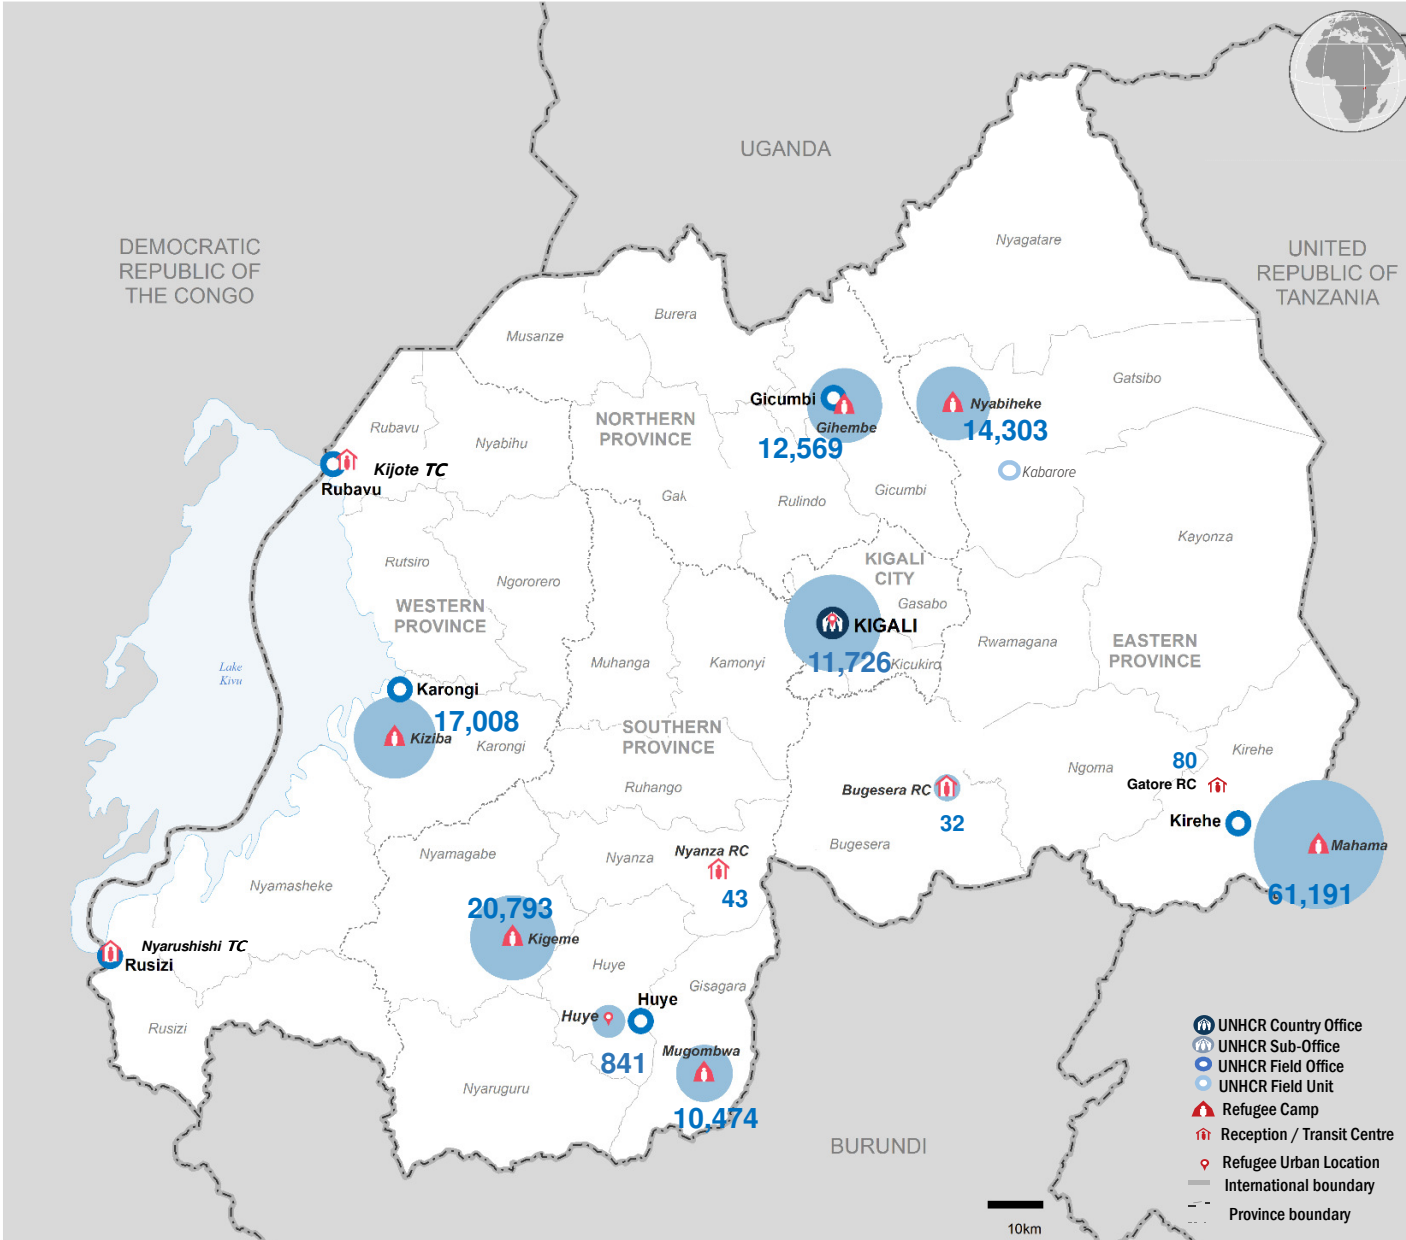 UGANDA
DEMOCRATIC
REPUBLIC OF
THE CONGO
UNITED
REPUBLIC OF
TANZANIA
Nyagatare
Burera
Musanze
Gatsibo
Gicumbi
Gihembe
12,569
Nyabiheke
14,303
Kabarore
NORTHERN
PROVINCE
Rubavu
Nyabihu
Kijote TC
Rubavu
Gak
Rulindo
Gicumbi
Kayonza
Rutsiro
Ngororero
KIGALI
CITY
Gasabo
WESTERN
PROVINCE
KIGALI
11,726
Kicukiro
Rwamagana
EASTERN
PROVINCE
Muhanga
Kamonyi
Lake
Kivu
Karongi
17,008
Kiziba
Karongi
SOUTHERN
PROVINCE
Ruhango
Ngoma
80
Kirehe
Gatore RC
Bugesera RC
32
Bugesera
Kirehe
Mahama
61,191
Nyamagabe
Nyanza
Nyanza RC
43
Nyamasheke
20,793
Kigeme
Nyarushishi TC
Rusizi
Huye
Gisagara
Huye
Huye
841
Rusizi
Mugombwa
10,474
Nyaruguru
BURUNDI
UNHCR Country Office
UNHCR Sub-Office
UNHCR Field Office
UNHCR Field Unit
Refugee Camp
Reception / Transit Centre
Refugee Urban Location
International boundary
Province boundary
10km